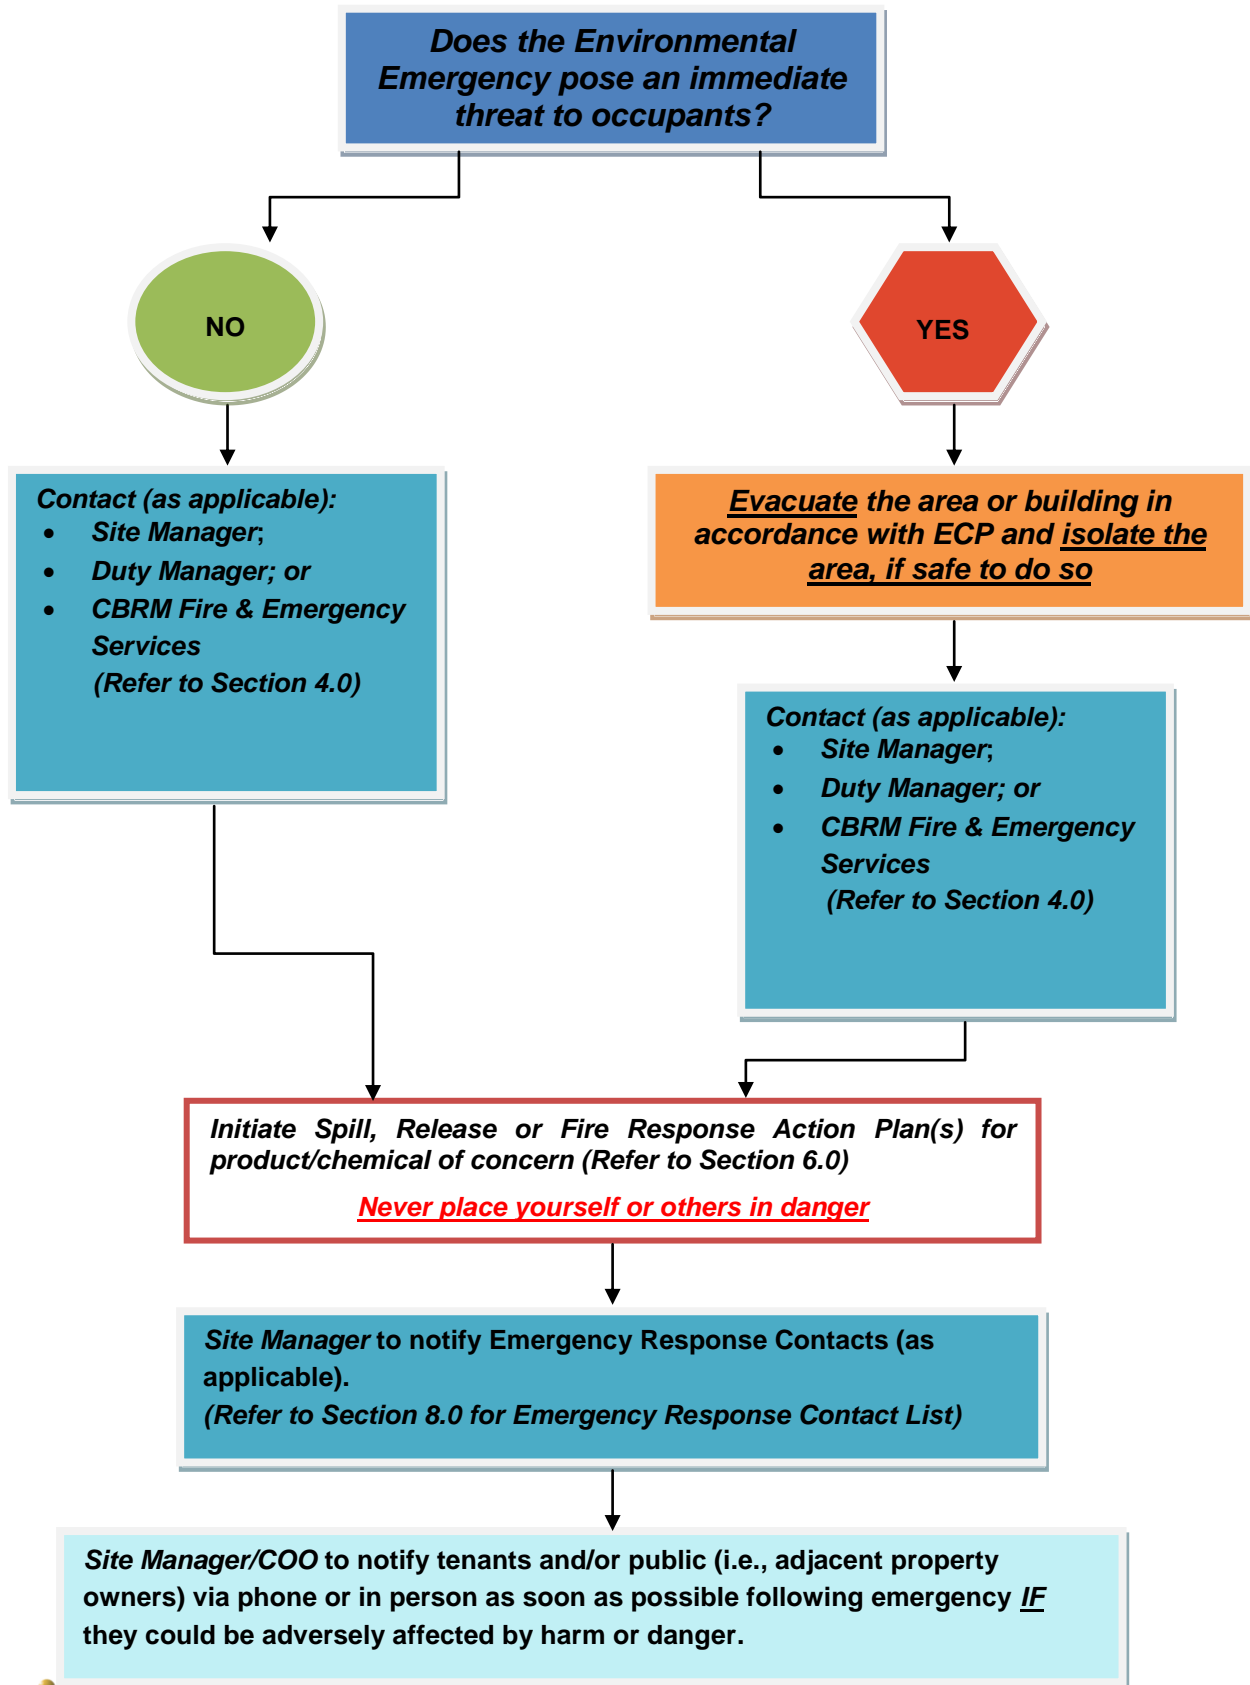 Does the Environmental
Emergency pose an immediate
threat to occupants?
NO
YES
Contact (as applicable):
• Site Manager;
• Duty Manager; or
• CBRM Fire & Emergency
Services
(Refer to Section 4.0)
Evacuate the area or building in
accordance with ECP and isolate the
area, if safe to do so
Contact (as applicable):
• Site Manager;
• Duty Manager; or
• CBRM Fire & Emergency
Services
(Refer to Section 4.0)
Initiate Spill, Release or Fire Response Action Plan(s) for
product/chemical of concern (Refer to Section 6.0)
Never place yourself or others in danger
Site Manager to notify Emergency Response Contacts (as
applicable).
(Refer to Section 8.0 for Emergency Response Contact List)
Site Manager/COO to notify tenants and/or public (i.e., adjacent property
owners) via phone or in person as soon as possible following emergency IF
they could be adversely affected by harm or danger.